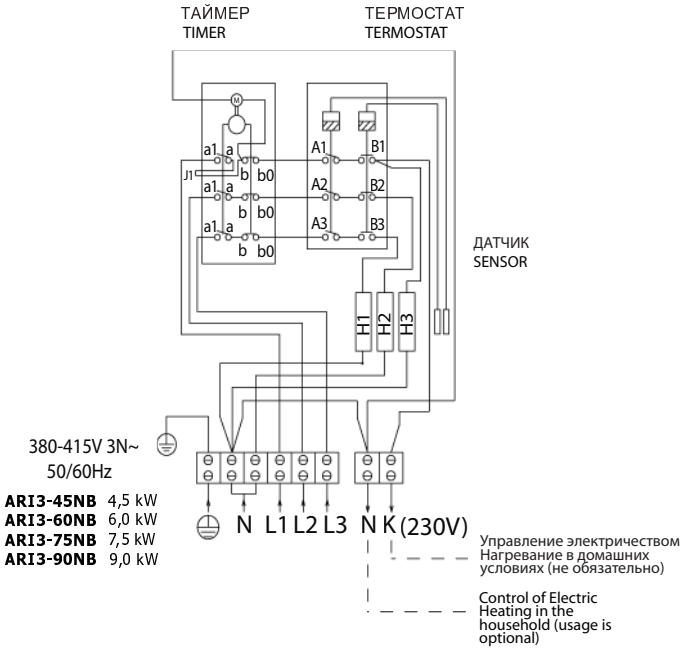 ТАЙМЕР
TIMER
ТЕРМОСТАТ
TERMOSTAT
M
a1 a
b b0
J1
a1 a
b b0
a1 a
b b0
A1
B1
A2
B2
A3
B3
ДАТЧИК
SENSOR
H1
H2
H3
380-415V 3N~
50/60Hz
ARI3-45NB 4,5 kW
ARI3-60NB 6,0 kW
ARI3-75NB 7,5 kW
ARI3-90NB 9,0 kW
N L1 L2 L3 N K (230V)
Управление электричеством
Нагревание в домашних
условиях (не обязательно)
Control of Electric
Heating in the
household (usage is
optional)